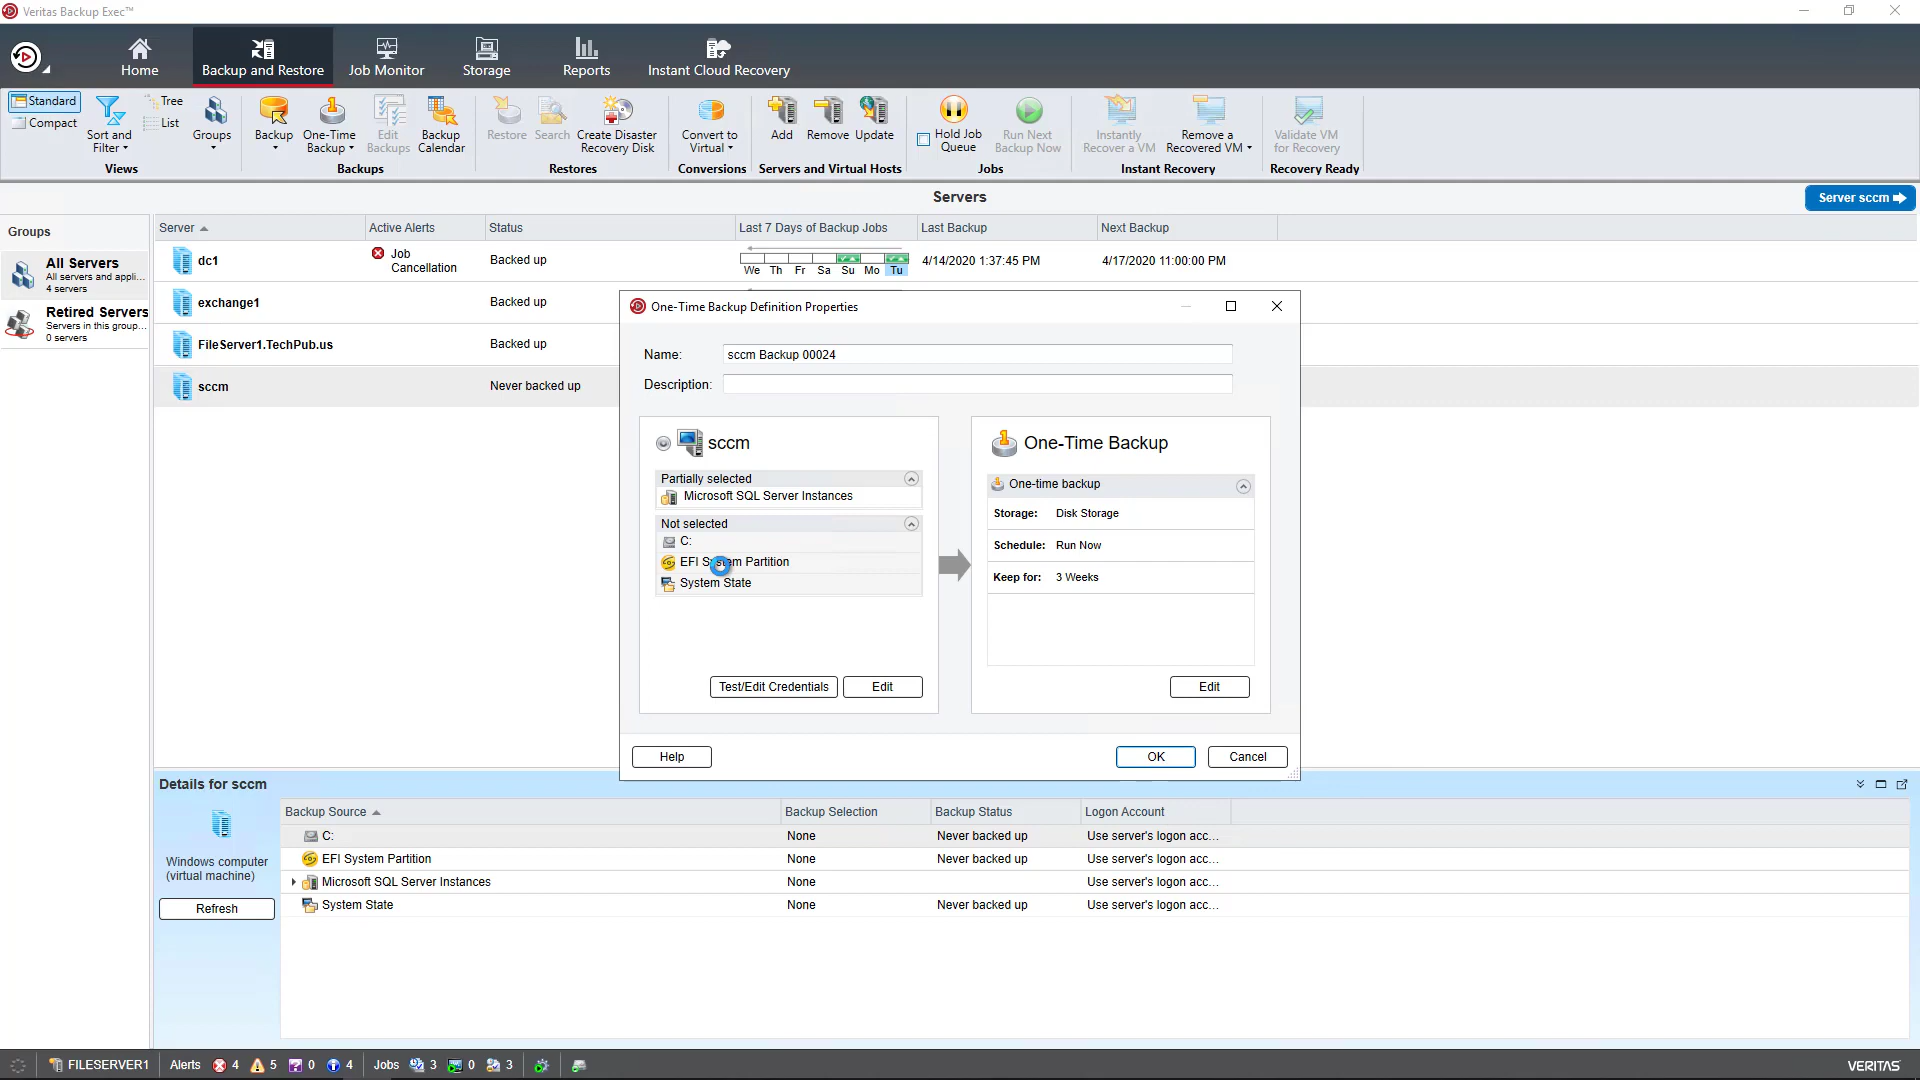 Veritas Backup Exec™
Home
Backup and Restore
Job Monitor
Storage
Reports
Instant Cloud Recovery
Standard
Compact
Sort and
Filter
Tree
List
Groups
Views
Backup
One-Time
Backup
Edit
Backups
Backup
Calendar
Backups
Restore
Search
Create Disaster
Recovery Disk
Restores
Convert to
Virtual
Conversions
Add
Remove
Update
Servers and Virtual Hosts
Hold Job
Queue
Run Next
Backup Now
Jobs
Instantly
Recover a VM
Remove a
Recovered VM
Instant Recovery
Validate VM
for Recovery
Recovery Ready
Servers
Server sccm
Groups
All Servers
All servers and appli...
4 servers
Retired Servers
Servers in this group...
0 servers
Server
Active Alerts
Status
Last 7 Days of Backup Jobs
Last Backup
Next Backup
dc1
Job
Cancellation
Backed up
We Th Fr Sa Su Mo Tu
4/14/2020 1:37:45 PM
4/17/2020 11:00:00 PM
exchange1
Backed up
FileServer1.TechPub.us
Backed up
sccm
Never backed up
One-Time Backup Definition Properties
Name:
sccm Backup 00024
Description:
sccm
Partially selected
Microsoft SQL Server Instances
Not selected
C:
EFI System Partition
System State
Test/Edit Credentials
Edit
1
One-Time Backup
One-time backup
Storage: Disk Storage
Schedule: Run Now
Keep for: 3 Weeks
Edit
Help
OK
Cancel
Details for sccm
Windows computer
(virtual machine)
Refresh
Backup Source
Backup Selection
Backup Status
Logon Account
C:
None
Never backed up
Use server's logon acc...
EFI System Partition
None
Never backed up
Use server's logon acc...
Microsoft SQL Server Instances
None
Use server's logon acc...
System State
None
Never backed up
Use server's logon acc...
FILESERVER1
Alerts 4 5 0 4
Jobs 3 0 3
VERITAS